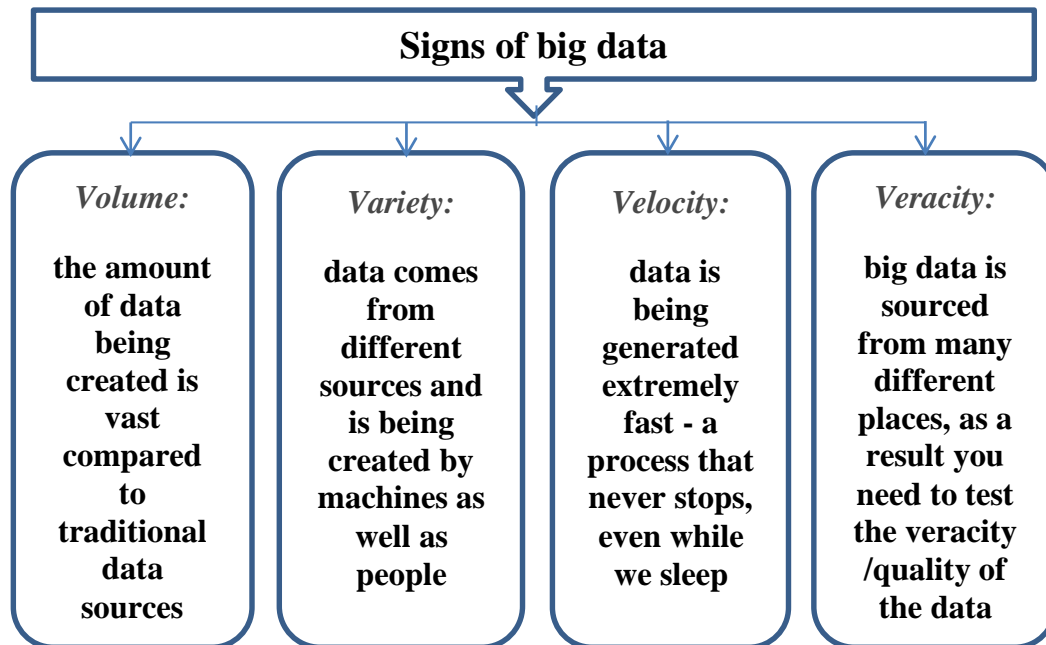 Signs of big data
Volume:
the amount
of data
being
created is
vast
compared
to
traditional
data
sources
Variety:
data comes
from
different
sources and
is being
created by
machines as
well as
people
Velocity:
data is
being
generated
extremely
fast - a
process that
never stops,
even while
we sleep
Veracity:
big data is
sourced
from many
different
places, as a
result you
need to test
the veracity
/quality of
the data